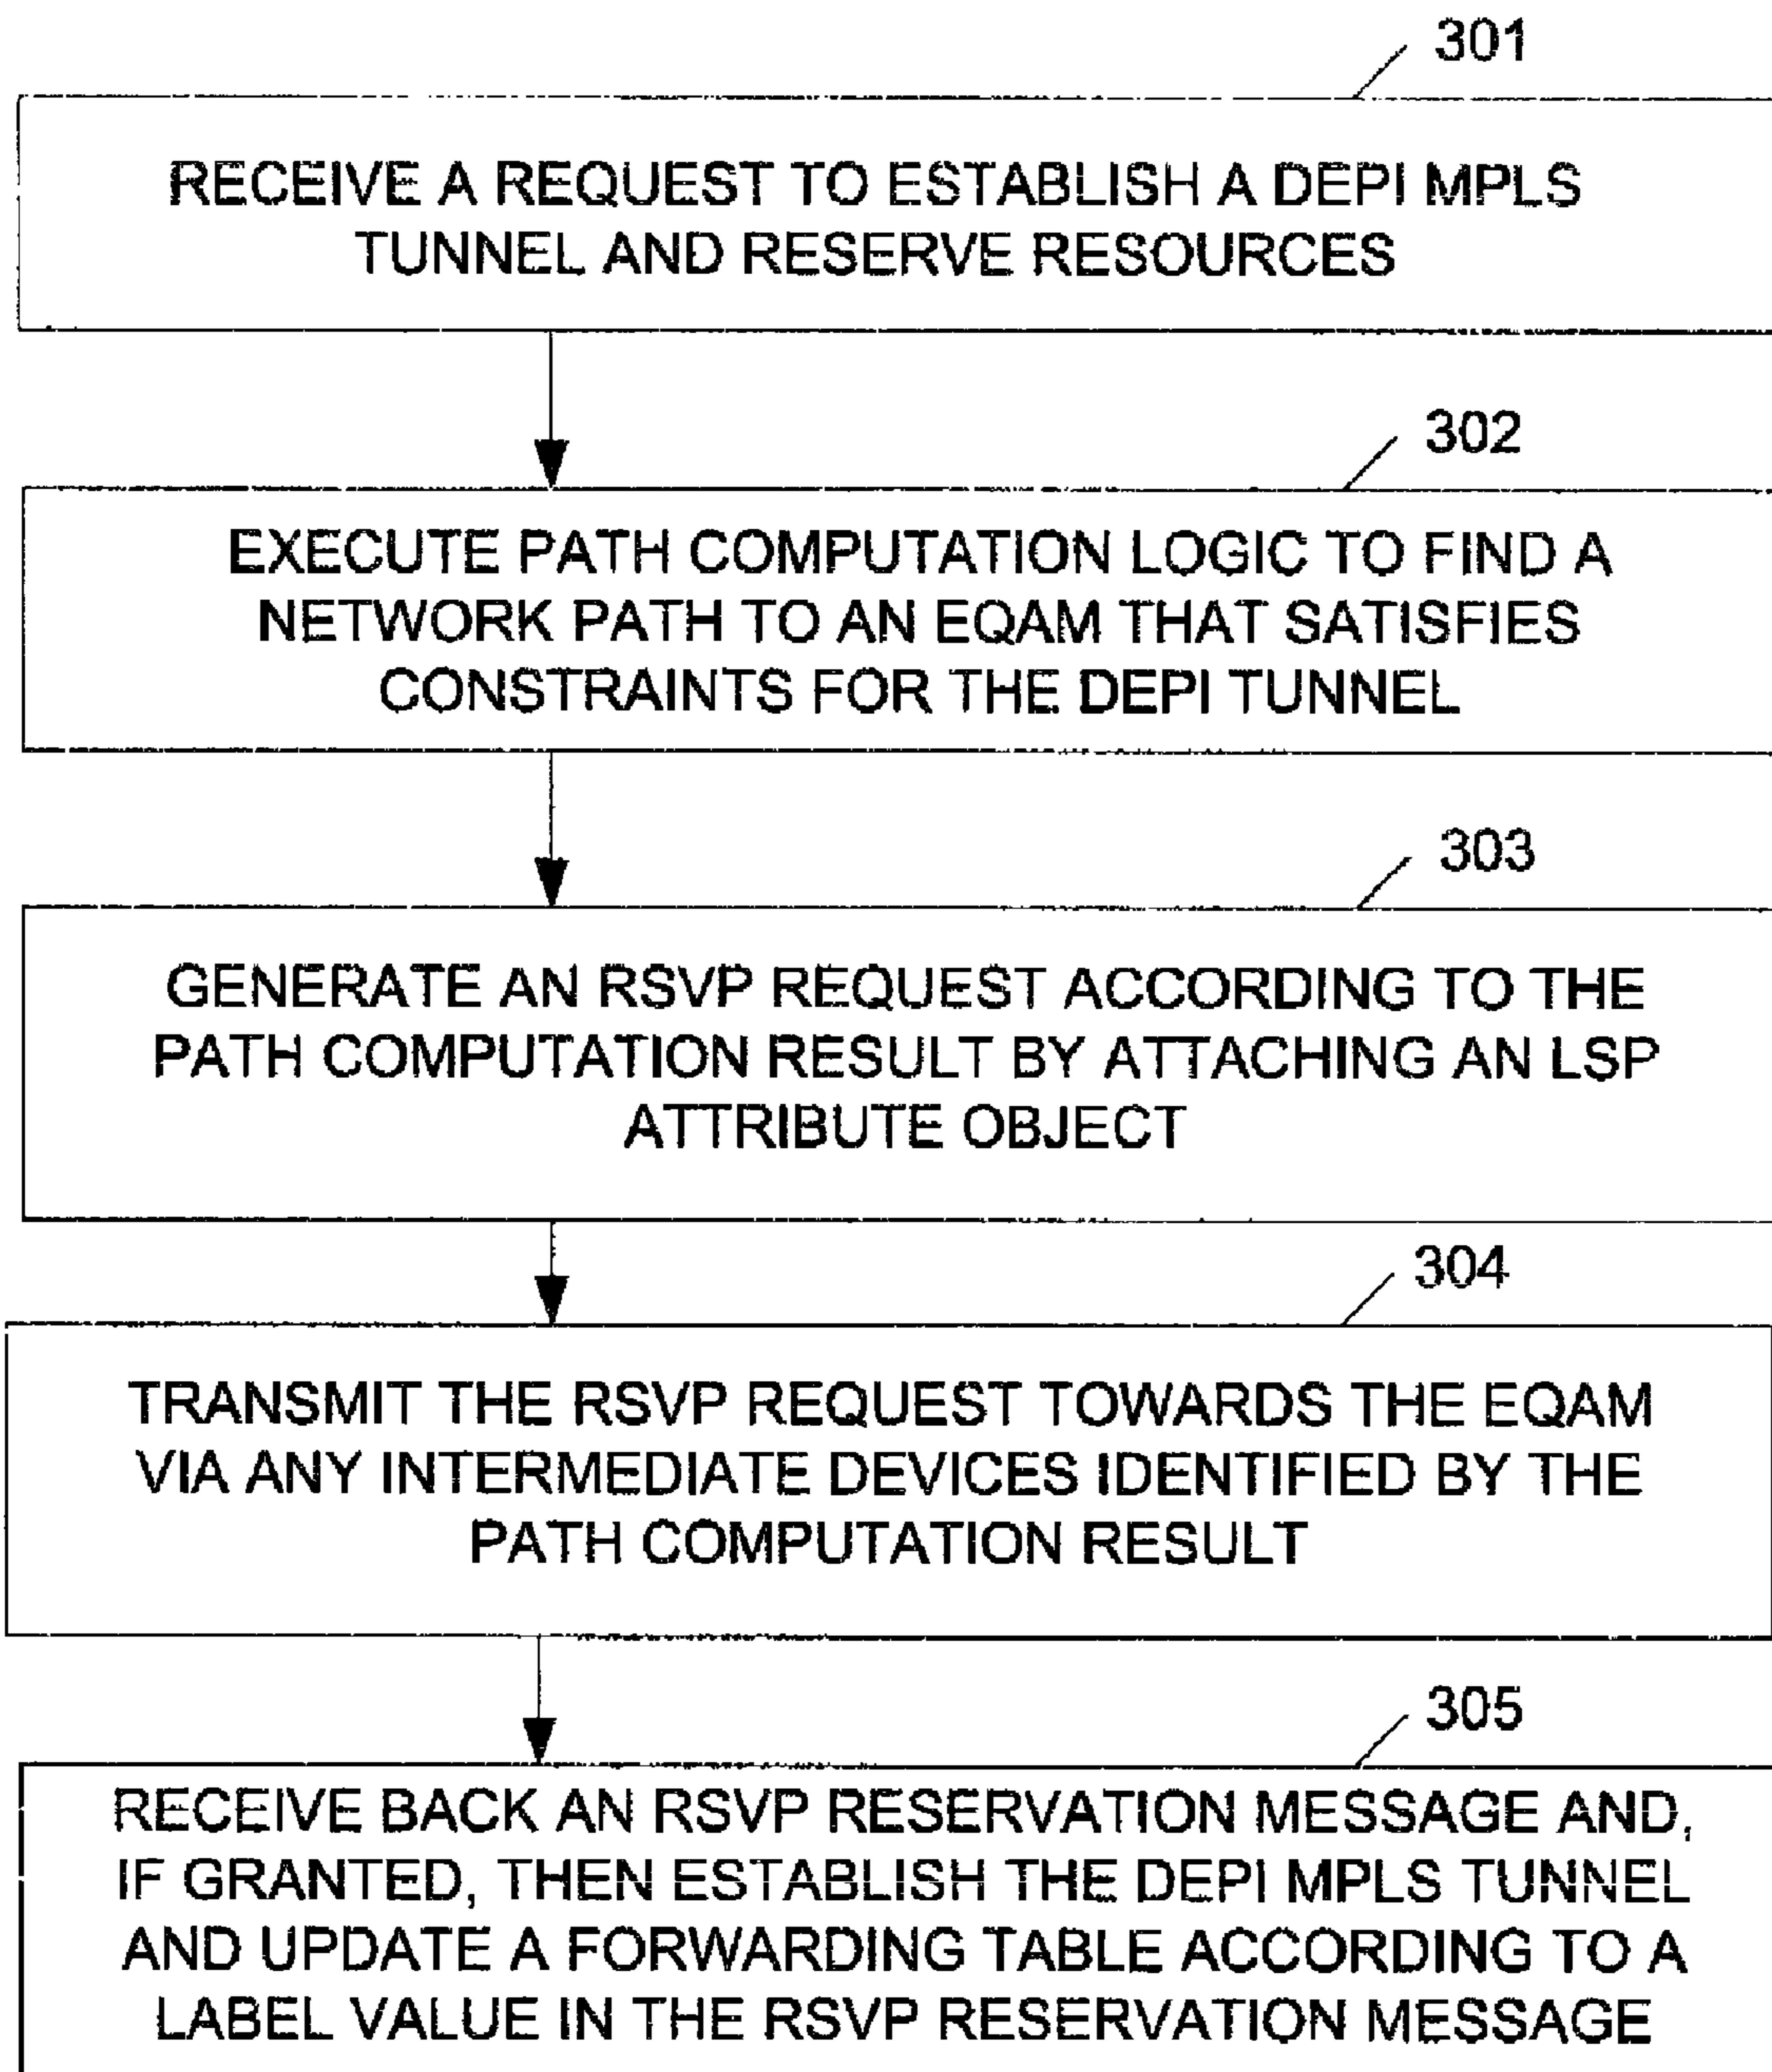 301
RECEIVE A REQUEST TO ESTABLISH A DEPI MPLS
TUNNEL AND RESERVE RESOURCES
302
EXECUTE PATH COMPUTATION LOGIC TO FIND A
NETWORK PATH TO AN EQAM THAT SATISFIES
CONSTRAINTS FOR THE DEPI TUNNEL
303
GENERATE AN RSVP REQUEST ACCORDING TO THE
PATH COMPUTATION RESULT BY ATTACHING AN LSP
ATTRIBUTE OBJECT
304
TRANSMIT THE RSVP REQUEST TOWARDS THE EQAM
VIA ANY INTERMEDIATE DEVICES IDENTIFIED BY THE
PATH COMPUTATION RESULT
305
RECEIVE BACK AN RSVP RESERVATION MESSAGE AND,
IF GRANTED, THEN ESTABLISH THE DEPI MPLS TUNNEL
AND UPDATE A FORWARDING TABLE ACCORDING TO A
LABEL VALUE IN THE RSVP RESERVATION MESSAGE